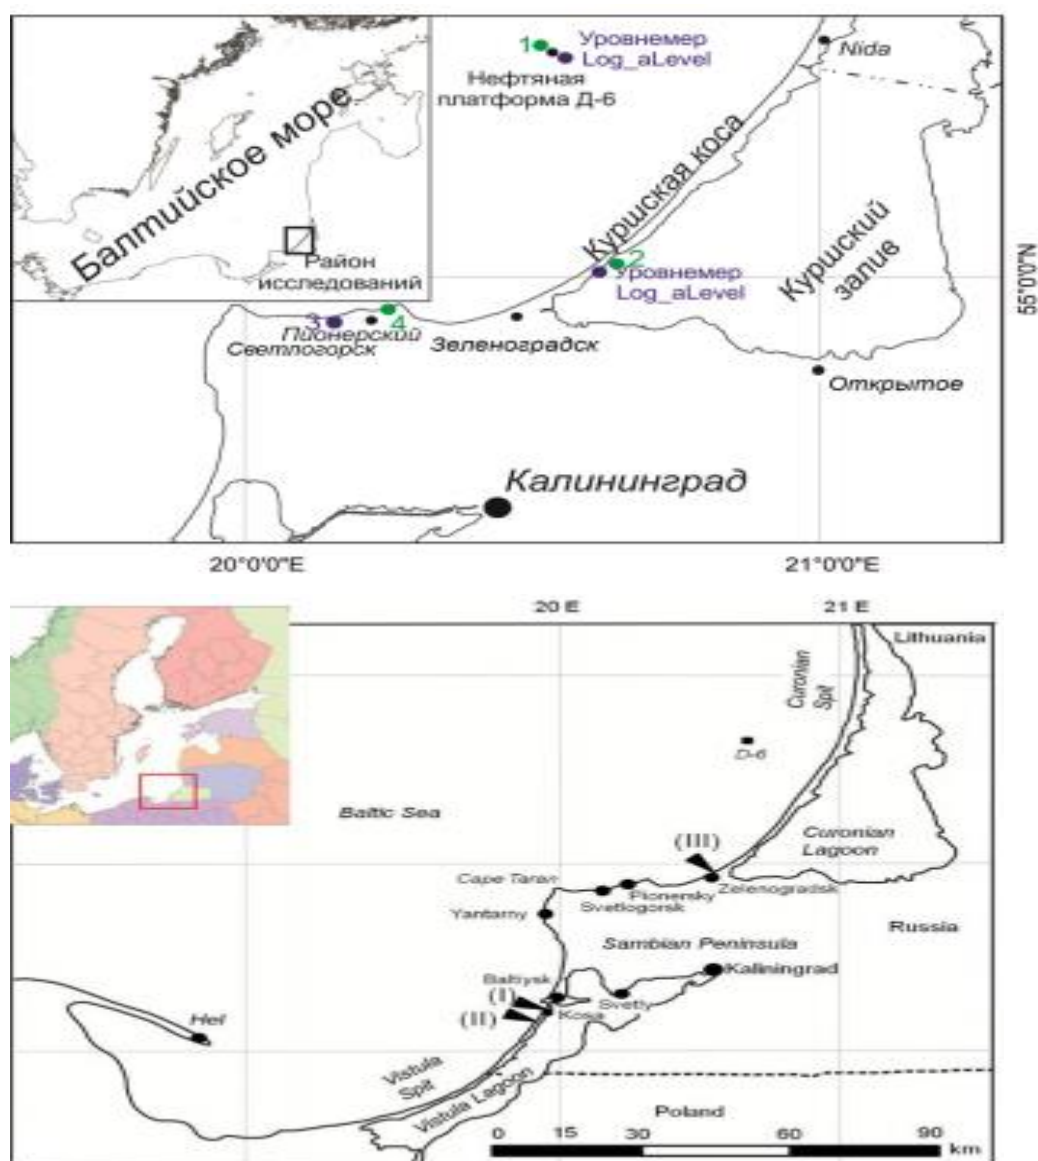 Балтийское море
Район
исследований
1
Уровнемер
Log_aLevel
Нефтяная
платформа Д-6
Nida
Куршская коса
Куршский
залив
2
Уровнемер
Log_aLevel
3
4
Пионерский
Светлогорск
Зеленоградск
Открытое
Калининград
55°0'0"N
20°0'0"E
21°0'0"E
20 E
21 E
Lithuania
Curonian
Spit
D-6
Baltic Sea
Curonian
Lagoon
(III)
Cape Taran
Zelenogradsk
Pionersky
Svetlogorsk
Yantarny
Russia
Sambian Peninsula
Kaliningrad
Baltiysk
(I)
Svetly
(II)
Kosa
Hel
Vistula
Spit
Vistula Lagoon
Poland
0 15 30 60 90
km